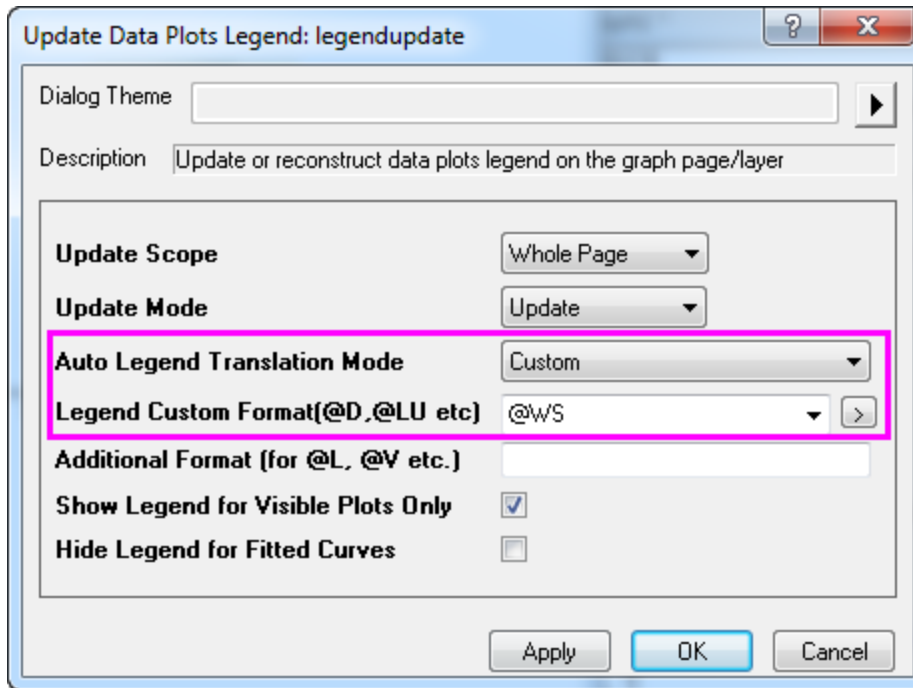 Update Data Plots Legend: legendupdate
Dialog Theme
Description Update or reconstruct data plots legend on the graph page/layer
Update Scope Whole Page
Update Mode Update
Auto Legend Translation Mode Custom
Legend Custom Format(@D,@LU etc) @WS >
Additional Format (for @L, @V etc.)
Show Legend for Visible Plots Only
Hide Legend for Fitted Curves
Apply OK Cancel